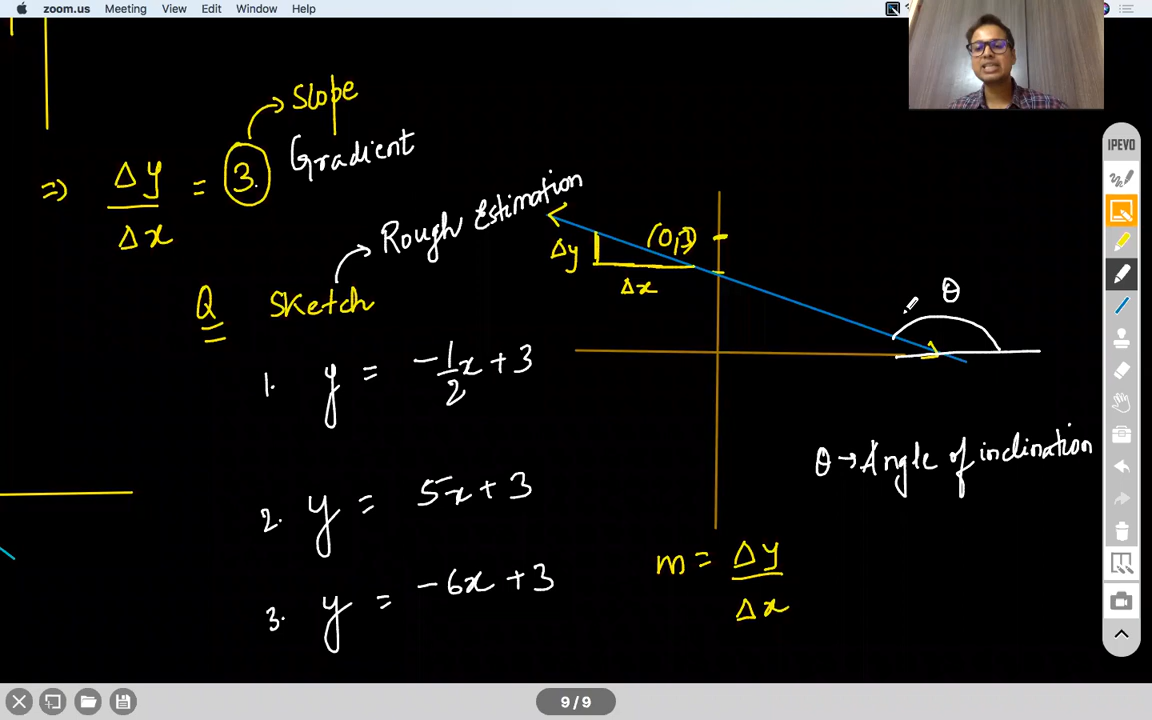 zoom.us Meeting View Edit Window Help
Slope
⇒ Δy/Δx = 3
Gradient
Rough Estimation
Q Sketch
1. y = -1/2x + 3
2. y = 5x + 3
3. y = -6x + 3
(0,3)
Δy
Δx
θ
θ → Angle of inclination
m = Δy/Δx
IPEVO
9 / 9